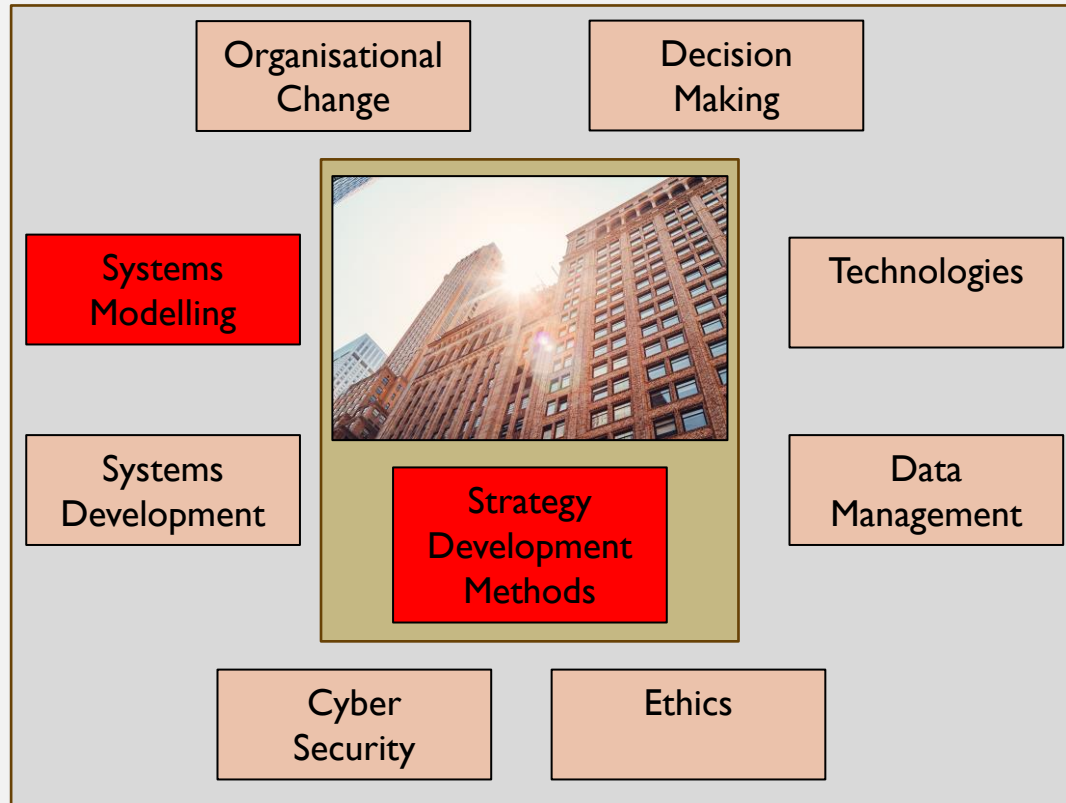 Organisational
Change
Decision
Making
Systems
Modelling
Technologies
Systems
Development
Strategy
Development
Methods
Data
Management
Cyber
Security
Ethics